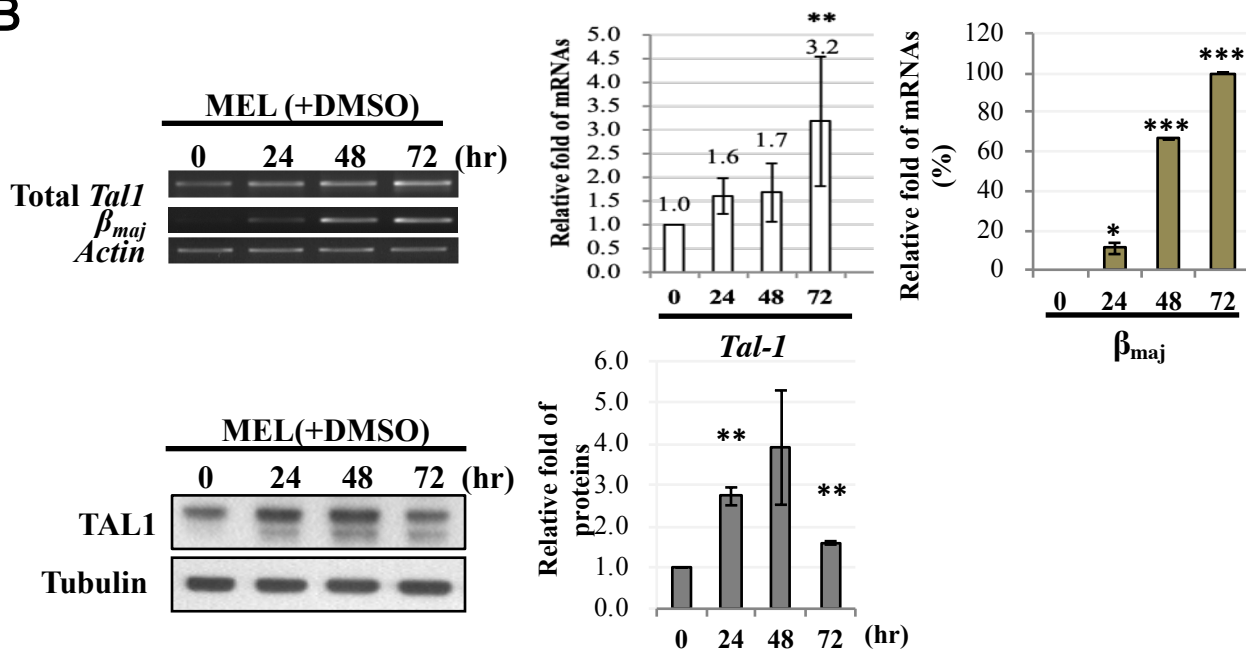 B
MEL (+DMSO)
0 24 48 72 (hr)
Total Tal1
βmaj
Actin
Relative fold of mRNAs
5.0
4.5
4.0
3.5
3.0
2.5
2.0
1.5
1.0
0.5
0.0
1.0
1.6
1.7
**
3.2
0 24 48 72
Tal-1
Relative fold of mRNAs
(%)
120
100
80
60
40
20
0
*
***
***
0 24 48 72
βmaj
MEL(+DMSO)
0 24 48 72 (hr)
TAL1
Tubulin
Relative fold of
proteins
6.0
5.0
4.0
3.0
2.0
1.0
0.0
**
**
0 24 48 72 (hr)